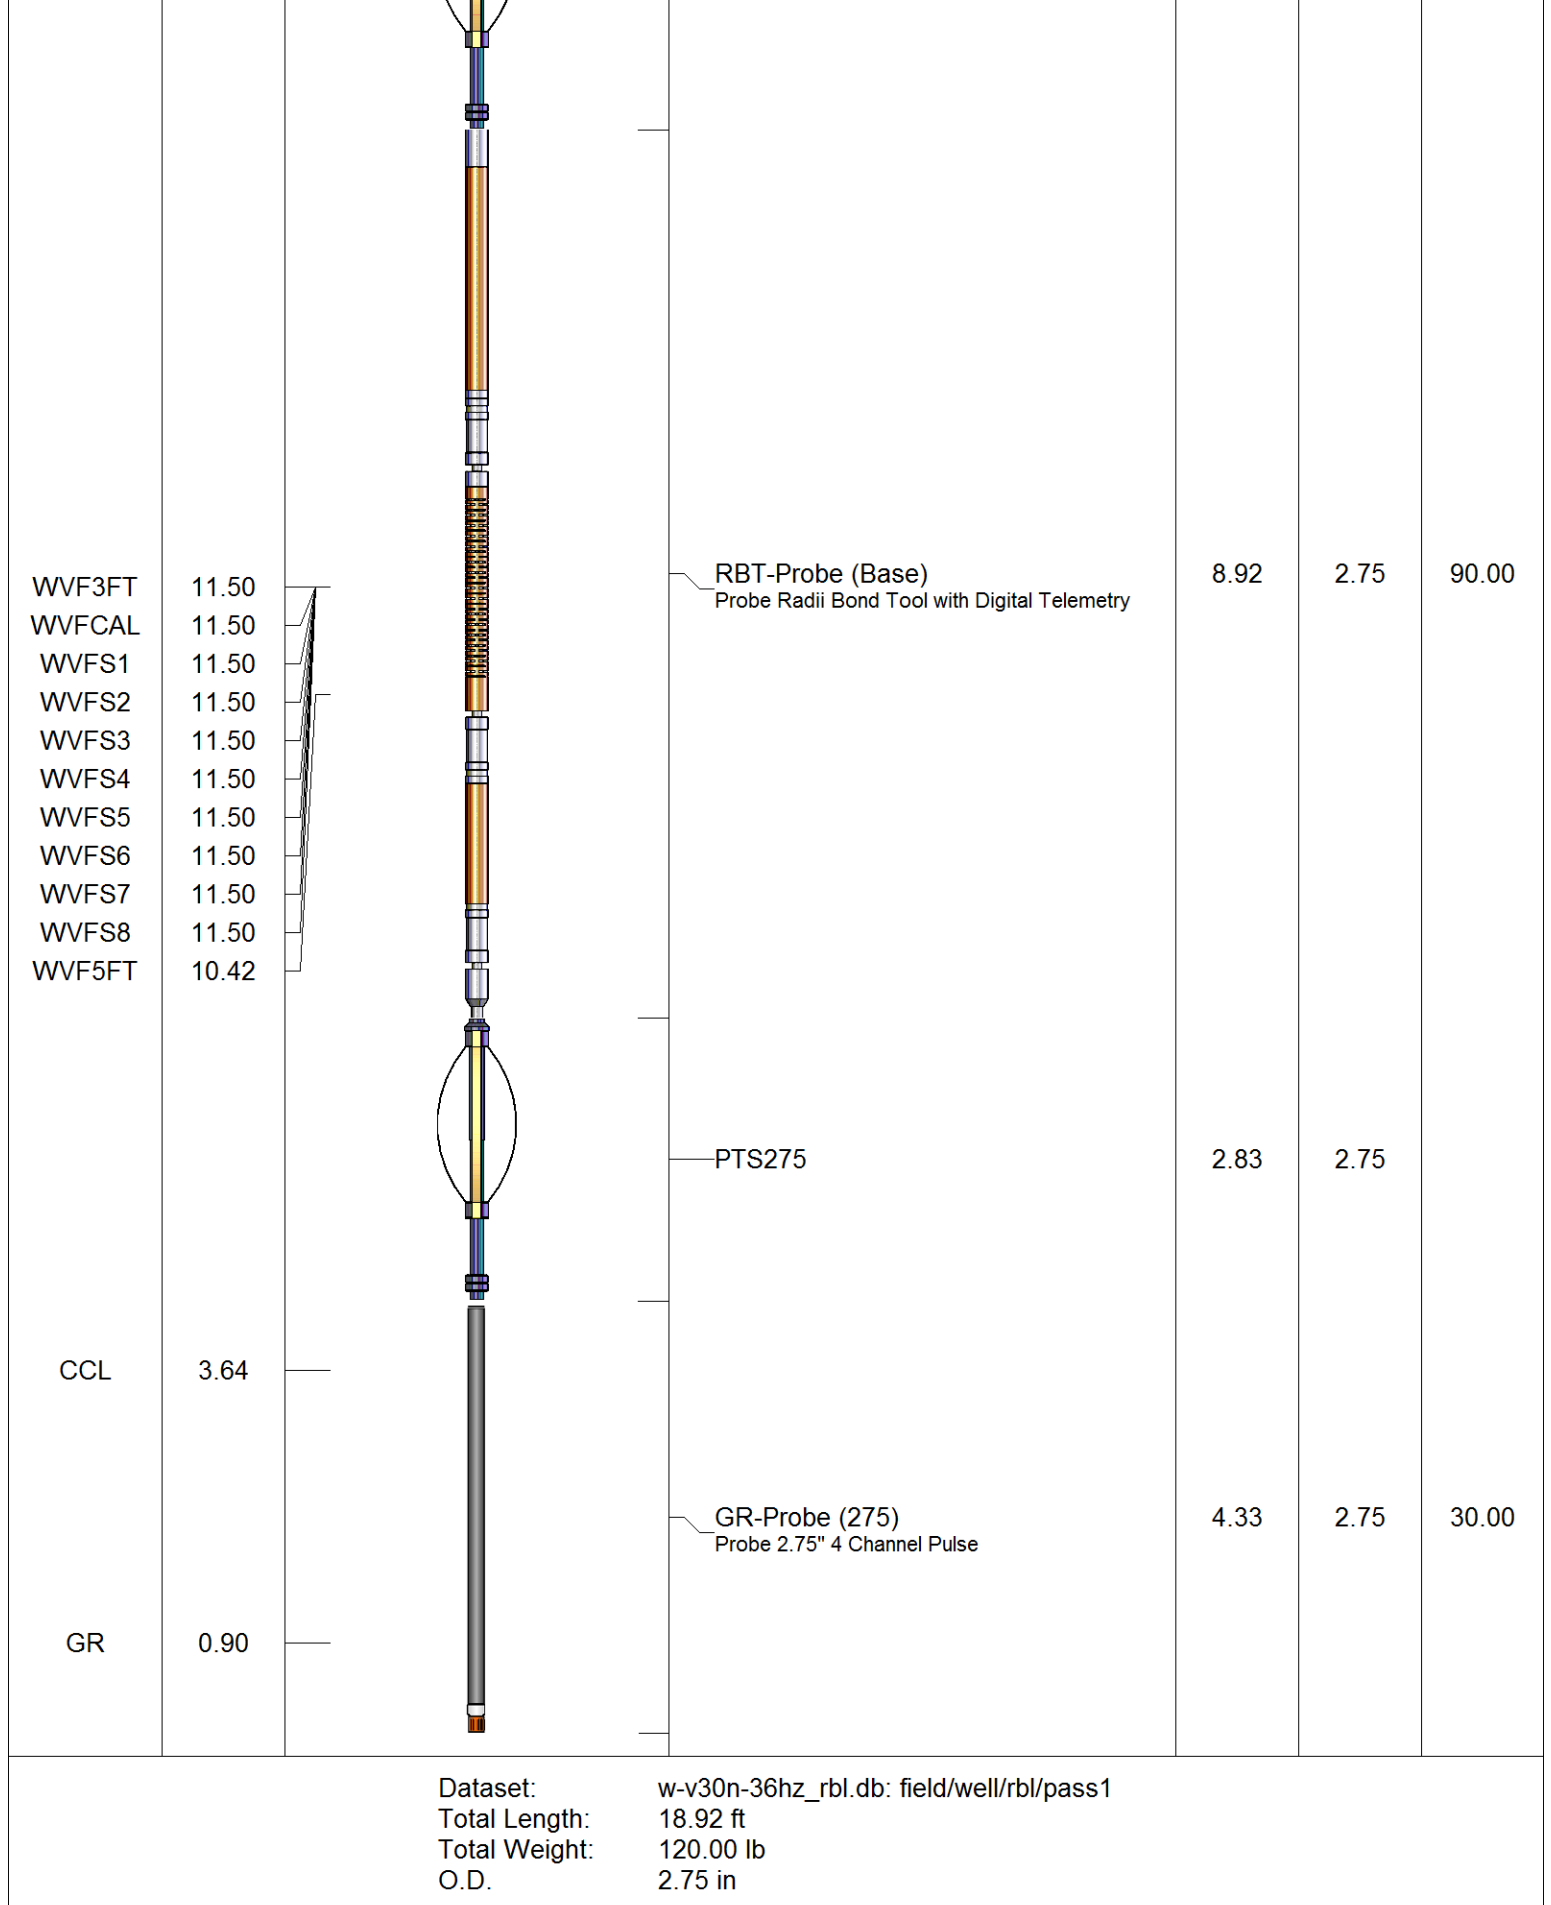 RBT-Probe (Base) 8.92 2.75 90.00
WVF3FT 11.50
Probe Radii Bond Tool with Digital Telemetry
WVFCAL 11.50
WVFS1 11.50
WVFS2 11.50
WVFS3 11.50
WVFS4 11.50
WVFS5 11.50
WVFS6 11.50
WVFS7 11.50
WVFS8 11.50
WVF5FT 10.42
PTS275 2.83 2.75
CCL 3.64
GR-Probe (275) 4.33 2.75 30.00
Probe 2.75" 4 Channel Pulse
GR 0.90
Dataset: w-v30n-36hz_rbl.db: field/well/rbl/pass1
Total Length: 18.92 ft
Total Weight: 120.00 lb
O.D. 2.75 in